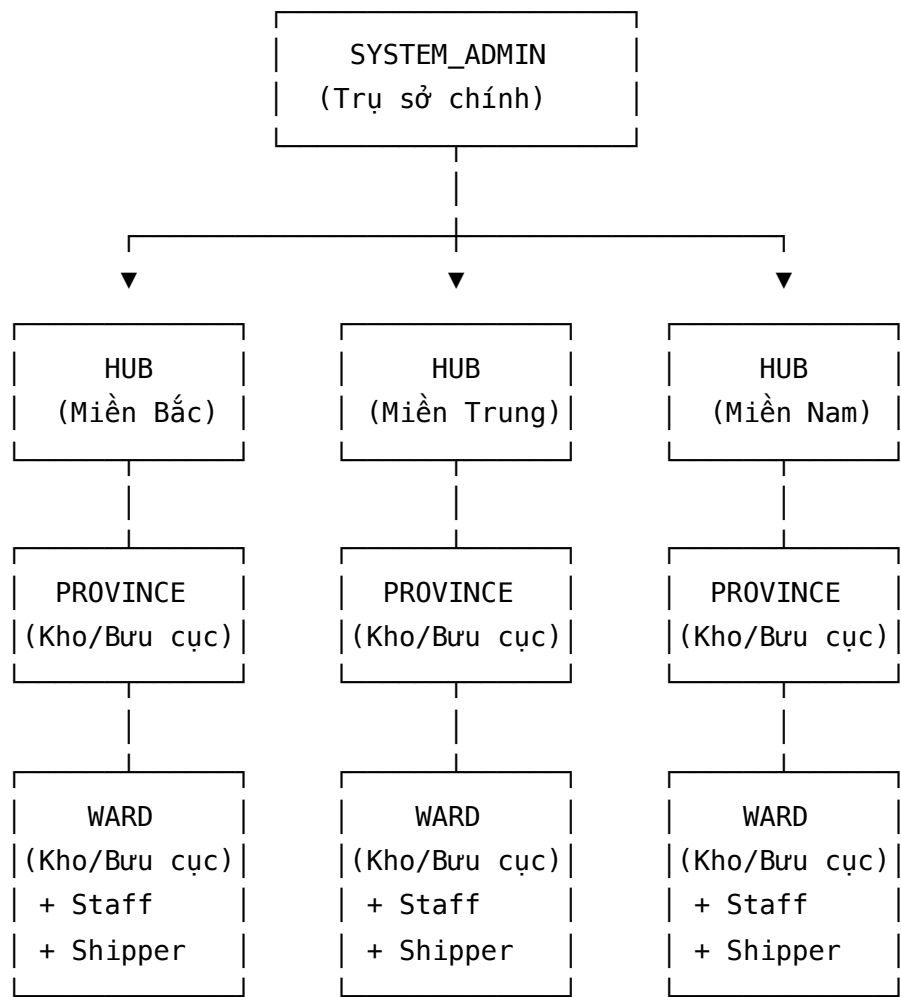 SYSTEM_ADMIN
(Trụ sở chính)
HUB HUB HUB
(Miền Bắc) (Miền Trung) (Miền Nam)
PROVINCE PROVINCE PROVINCE
(Kho/Bưu cục) (Kho/Bưu cục) (Kho/Bưu cục)
WARD WARD WARD
(Kho/Bưu cục) (Kho/Bưu cục) (Kho/Bưu cục)
+ Staff + Staff + Staff
+ Shipper + Shipper + Shipper